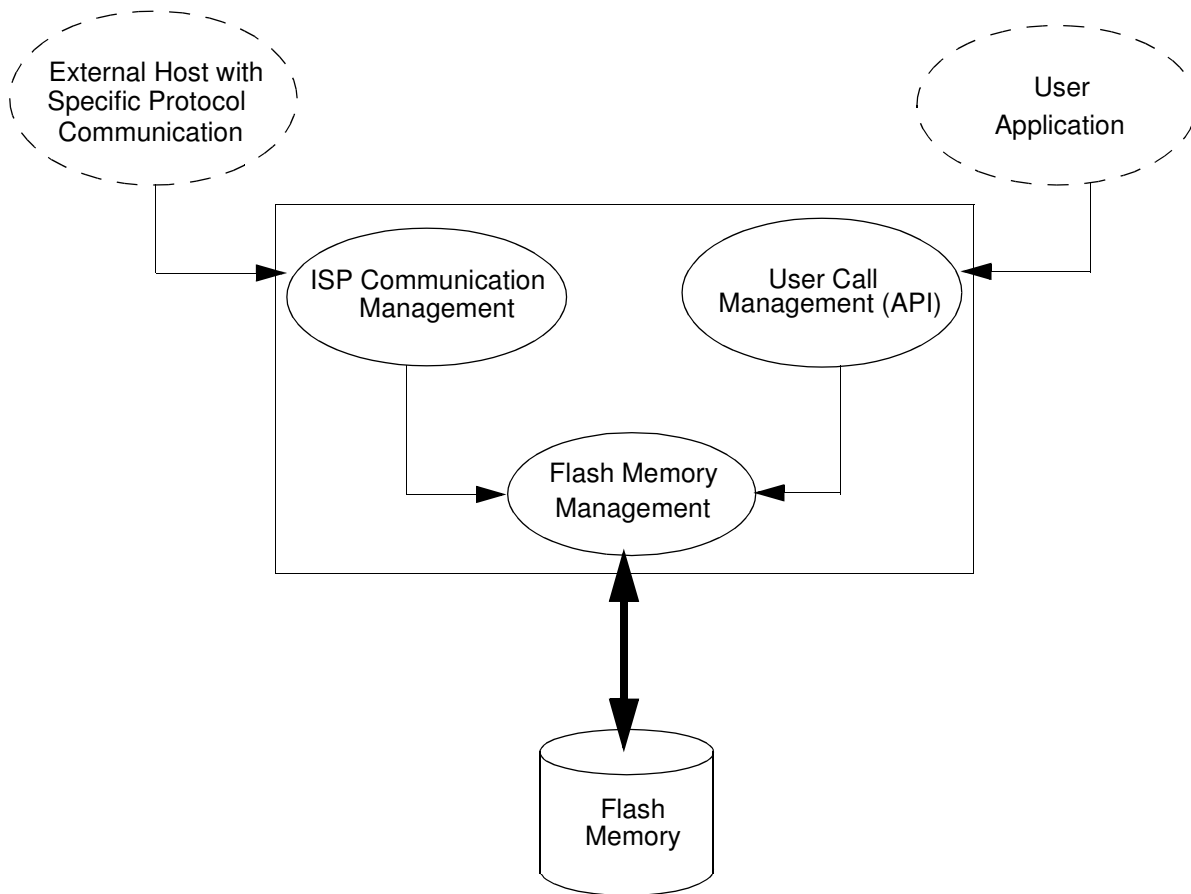 External Host with
Specific Protocol
Communication
User
Application
ISP Communication
Management
User Call
Management (API)
Flash Memory
Management
Flash
Memory